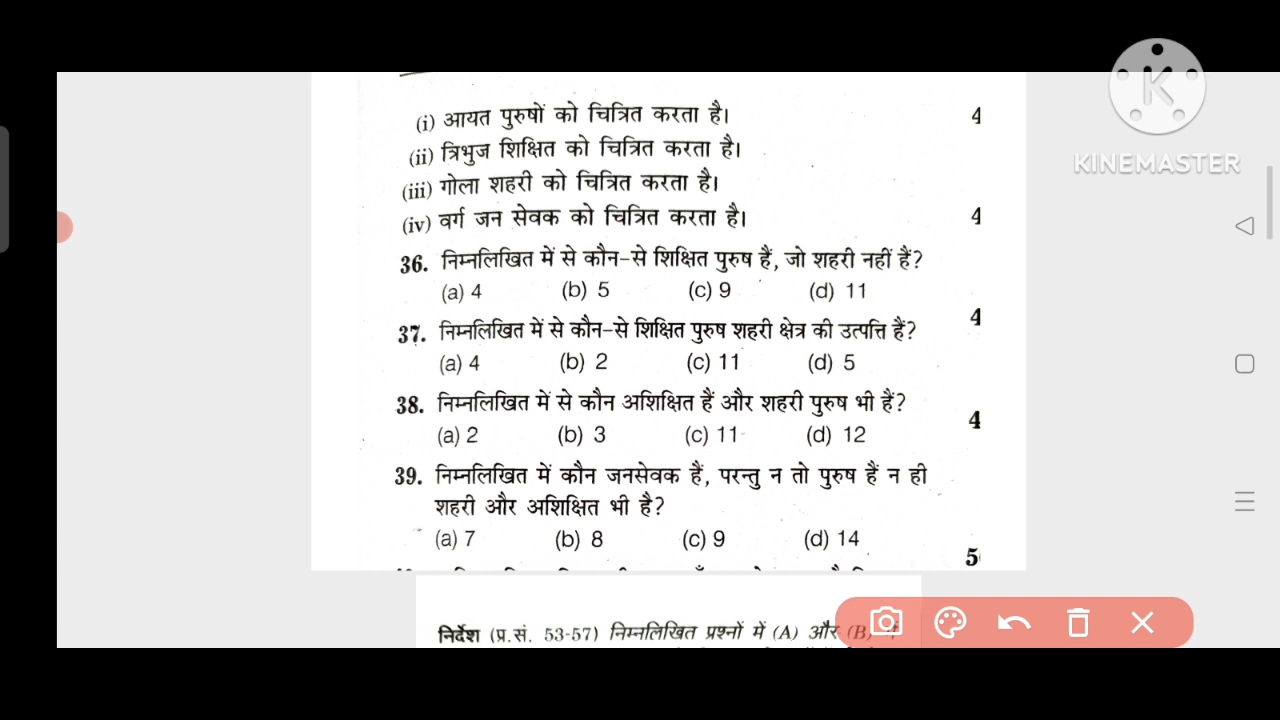 KINEMASTER
(i) आयत पुरुषों को चित्रित करता है।
4
(ii) त्रिभुज शिक्षित को चित्रित करता है।
(iii) गोला शहरी को चित्रित करता है।
(iv) वर्ग जन सेवक को चित्रित करता है।
4
36. निम्नलिखित में से कौन-से शिक्षित पुरुष हैं, जो शहरी नहीं हैं?
(a) 4 (b) 5 (c) 9 (d) 11
4
37. निम्नलिखित में से कौन-से शिक्षित पुरुष शहरी क्षेत्र की उत्पत्ति हैं?
(a) 4 (b) 2 (c) 11 (d) 5
38. निम्नलिखित में से कौन अशिक्षित हैं और शहरी पुरुष भी हैं?
4
(a) 2 (b) 3 (c) 11 (d) 12
39. निम्नलिखित में कौन जनसेवक हैं, परन्तु न तो पुरुष हैं न ही
शहरी और अशिक्षित भी है?
(a) 7 (b) 8 (c) 9 (d) 14
5
निर्देश (प्र.सं. 53-57) निम्नलिखित प्रश्नों में (A) और (B)